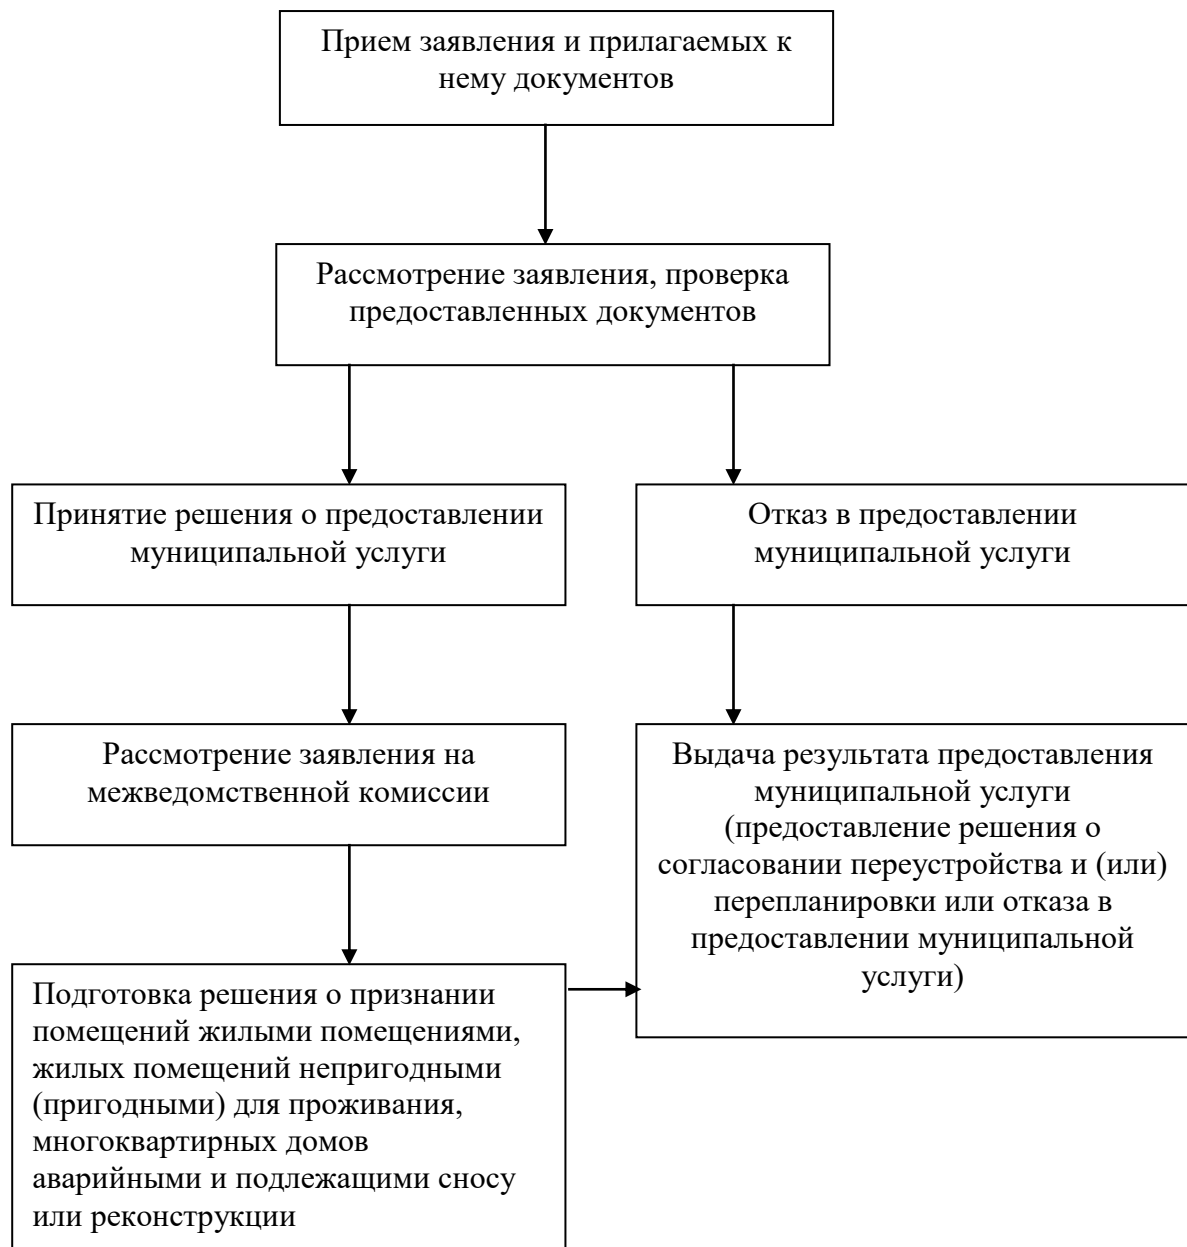 Прием заявления и прилагаемых к
нему документов
Рассмотрение заявления, проверка
предоставленных документов
Принятие решения о предоставлении
муниципальной услуги
Отказ в предоставлении
муниципальной услуги
Рассмотрение заявления на
межведомственной комиссии
Выдача результата предоставления
муниципальной услуги
(предоставление решения о
согласовании переустройства и (или)
перепланировки или отказа в
предоставлении муниципальной
услуги)
Подготовка решения о признании
помещений жилыми помещениями,
жилых помещений непригодными
(пригодными) для проживания,
многоквартирных домов
аварийными и подлежащими сносу
или реконструкции